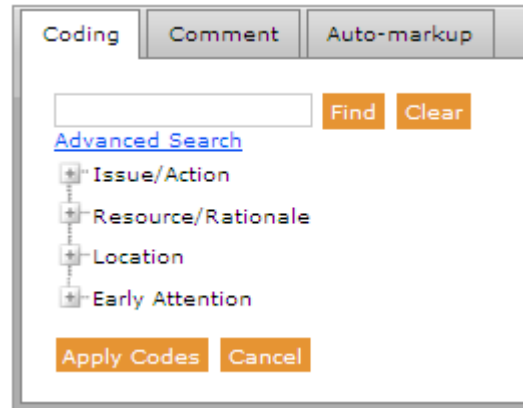 Coding Comment Auto-markup
Find Clear
Advanced Search
Issue/Action
Resource/Rationale
Location
Early Attention
Apply Codes Cancel